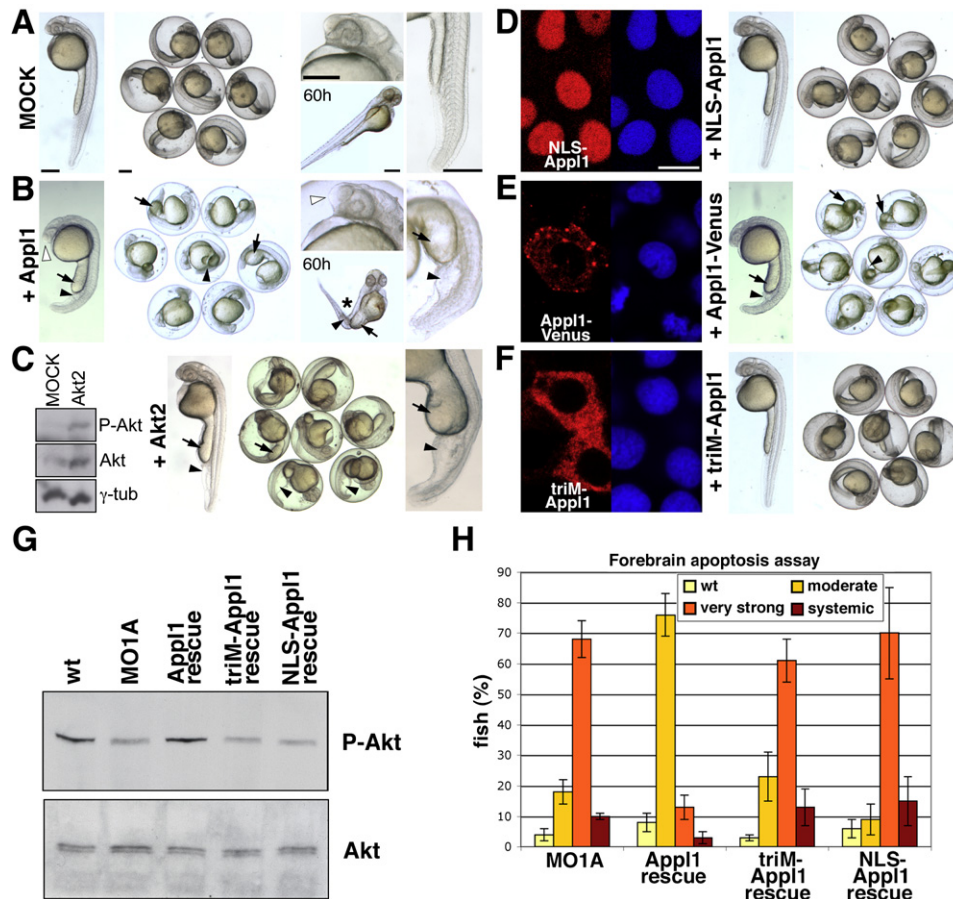 A
MOCK
60h
B
+ Appl1
60h
*
C
MOCK
Akt2
P-Akt
Akt
γ-tub
+ Akt2
D
NLS-
Appl1
+ NLS-Appl1
E
Appl1-
Venus
+ Appl1-Venus
F
triM-
Appl1
+ triM-Appl1
G
wt
MO1A
Appl1
rescue
triM-Appl1
rescue
NLS-Appl1
rescue
P-Akt
Akt
H
Forebrain apoptosis assay
wt
moderate
very strong
systemic
fish (%)
90
80
70
60
50
40
30
20
10
0
MO1A
Appl1
rescue
triM-
Appl1
rescue
NLS-
Appl1
rescue